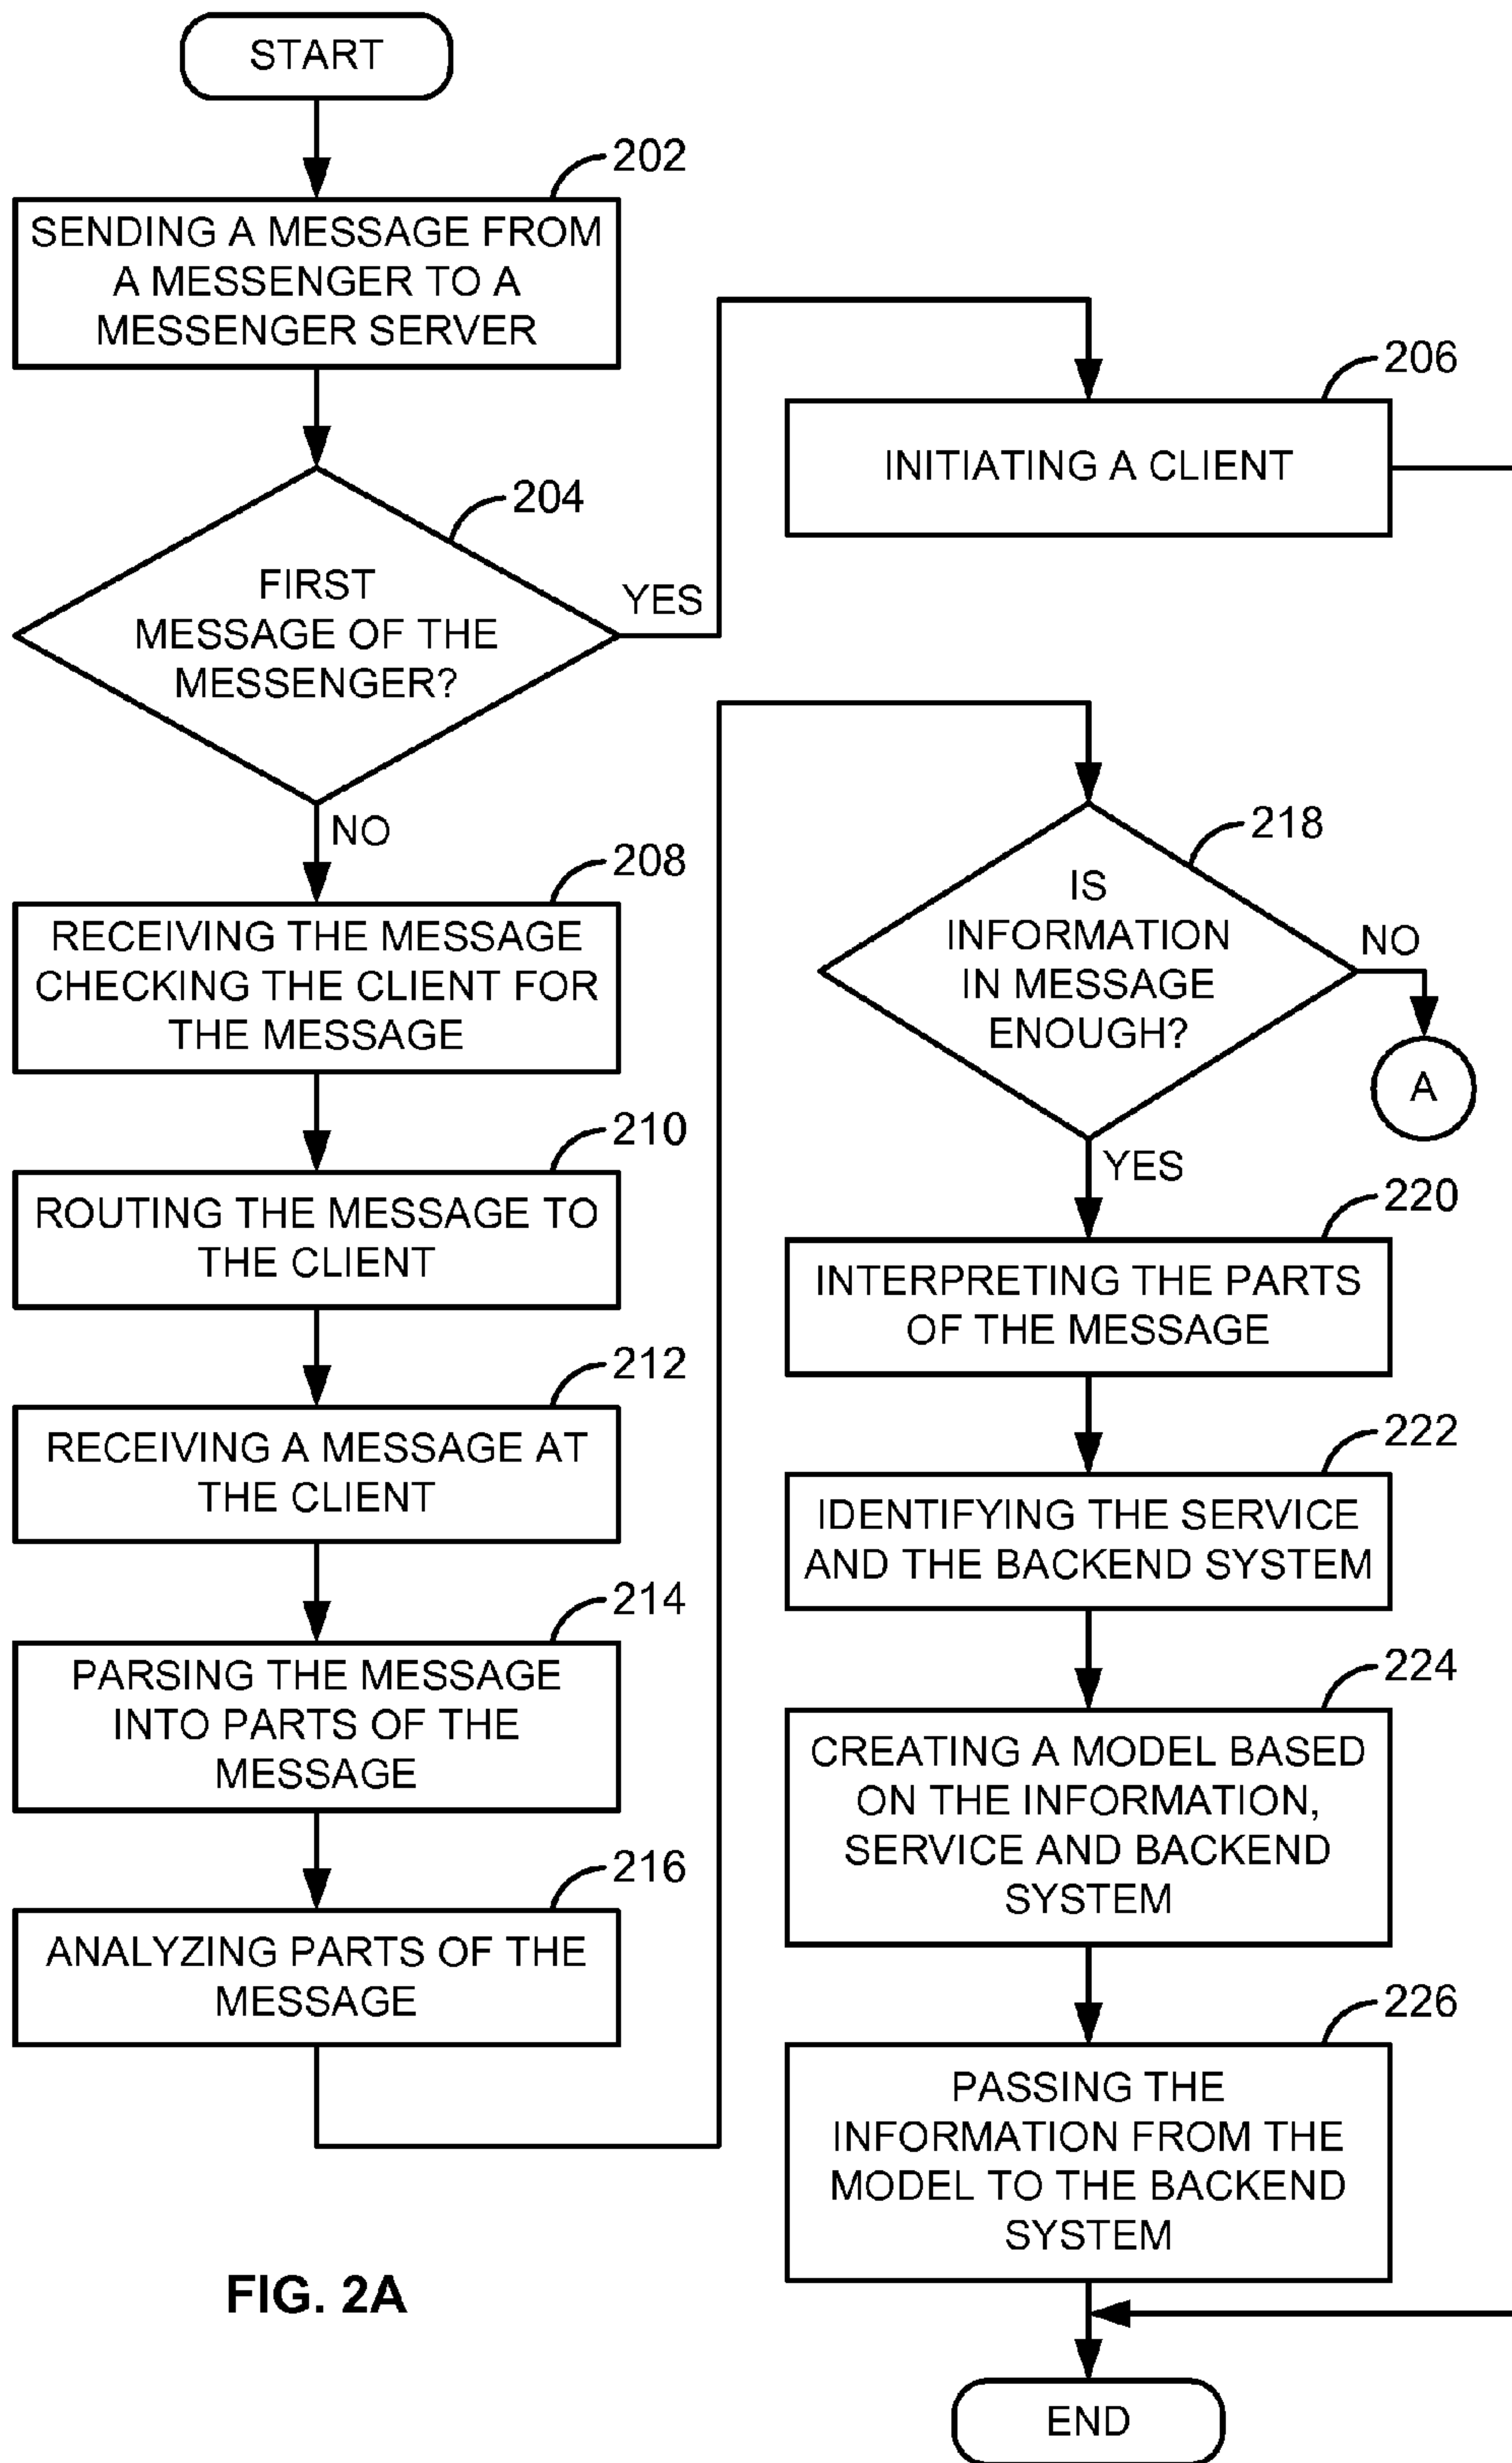 START
202
SENDING A MESSAGE FROM
A MESSENGER TO A
MESSENGER SERVER
204
FIRST
MESSAGE OF THE
MESSENGER?
YES
NO
206
INITIATING A CLIENT
208
RECEIVING THE MESSAGE
CHECKING THE CLIENT FOR
THE MESSAGE
210
ROUTING THE MESSAGE TO
THE CLIENT
212
RECEIVING A MESSAGE AT
THE CLIENT
214
PARSING THE MESSAGE
INTO PARTS OF THE
MESSAGE
216
ANALYZING PARTS OF THE
MESSAGE
218
IS
INFORMATION
IN MESSAGE
ENOUGH?
NO
A
YES
220
INTERPRETING THE PARTS
OF THE MESSAGE
222
IDENTIFYING THE SERVICE
AND THE BACKEND SYSTEM
224
CREATING A MODEL BASED
ON THE INFORMATION,
SERVICE AND BACKEND
SYSTEM
226
PASSING THE
INFORMATION FROM THE
MODEL TO THE BACKEND
SYSTEM
END
FIG. 2A